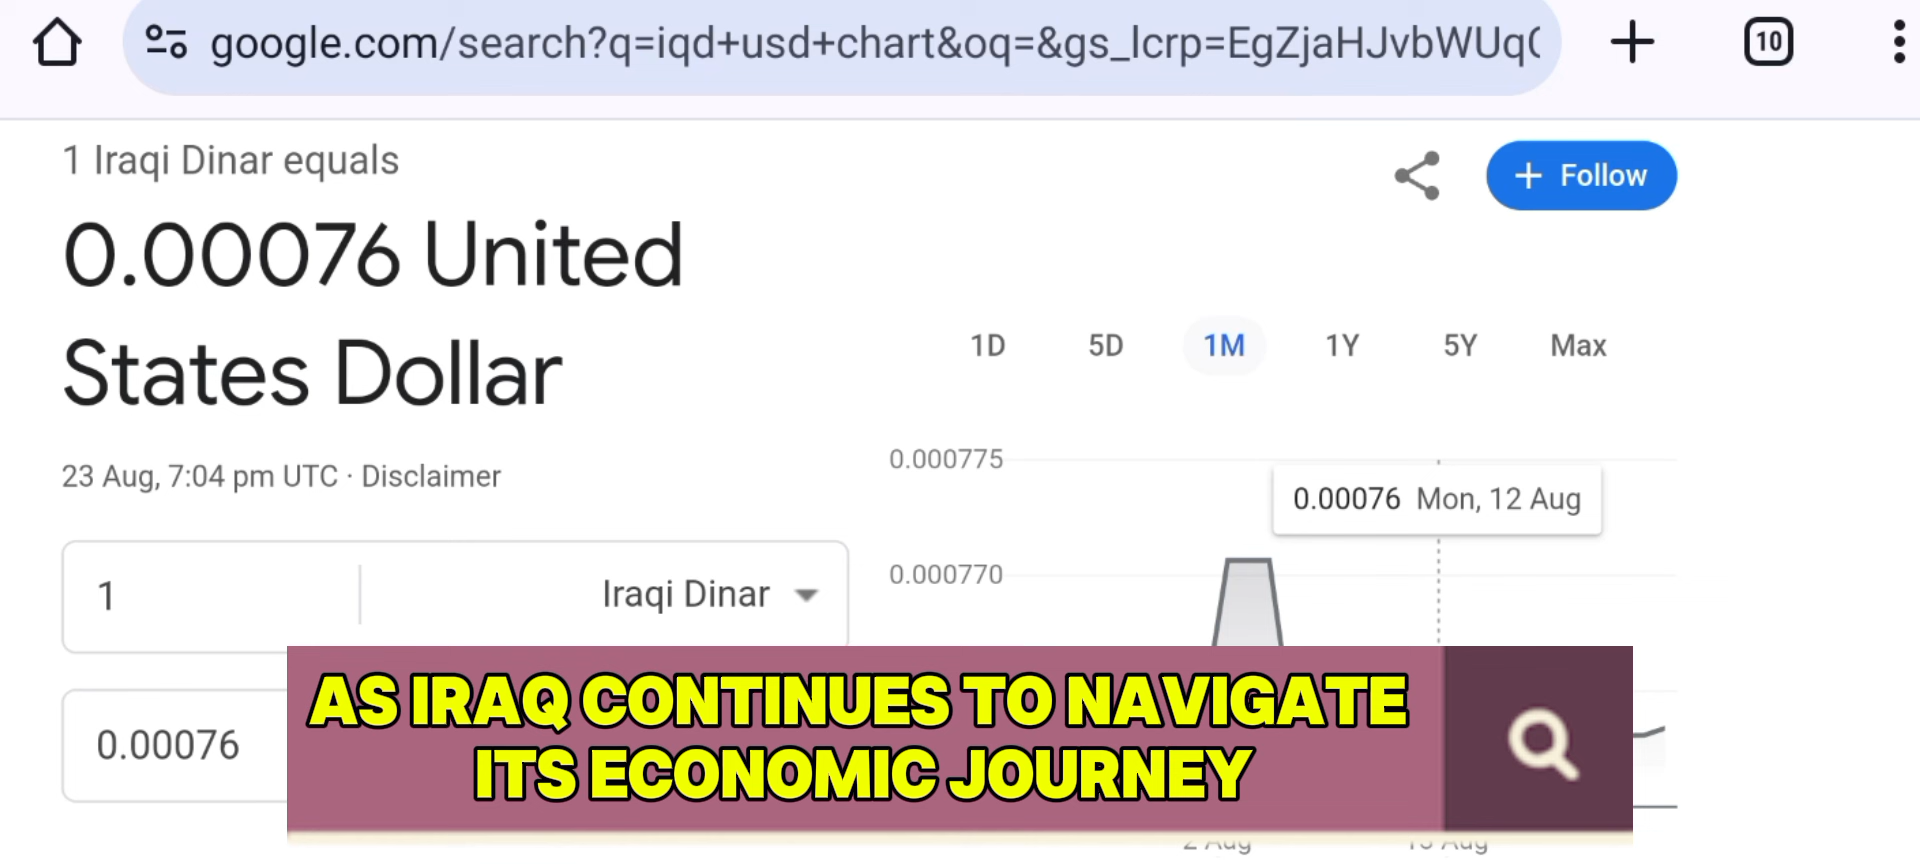 google.com/search?q=iqd+usd+chart&oq=&gs_lcrp=EgZjaHJvbWUq
10
1 Iraqi Dinar equals
0.00076 United
States Dollar
23 Aug, 7:04 pm UTC · Disclaimer
+ Follow
1D 5D 1M 1Y 5Y Max
0.000775
0.00076 Mon, 12 Aug
0.000770
1 Iraqi Dinar
0.00076
AS IRAQ CONTINUES TO NAVIGATE
ITS ECONOMIC JOURNEY
2 Aug